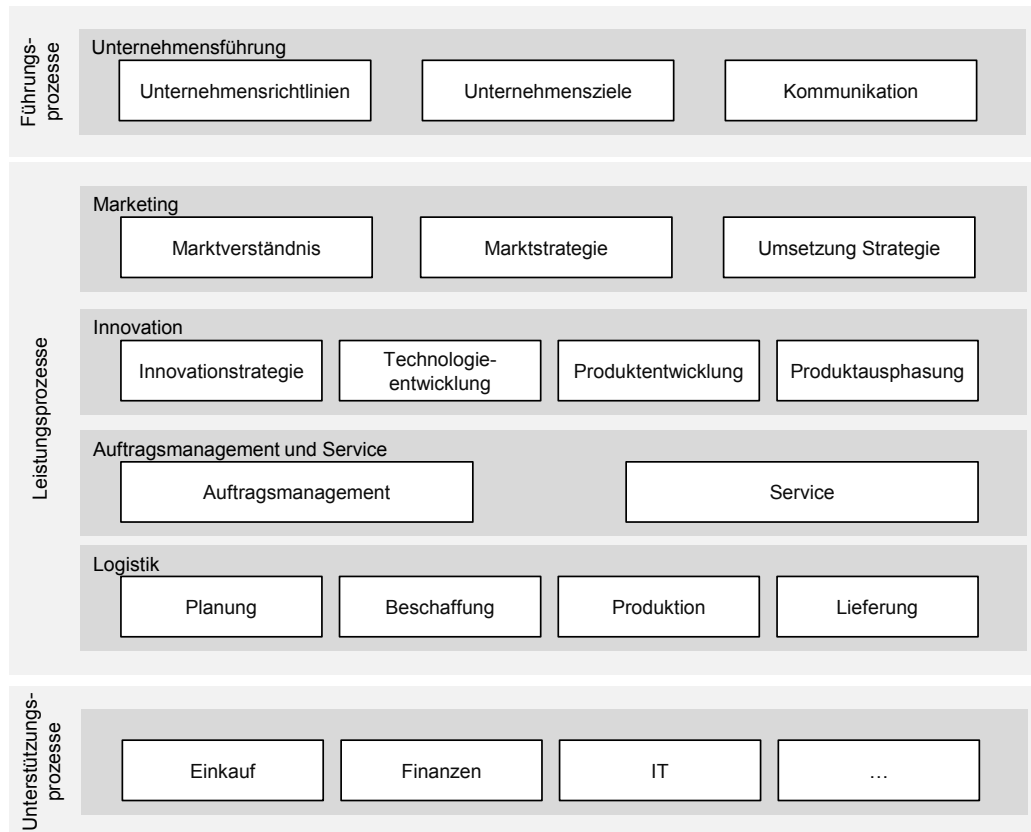 Führungs-
prozesse
Unternehmensführung
Unternehmensrichtlinien
Unternehmensziele
Kommunikation
Leistungsprozesse
Marketing
Marktverständnis
Marktstrategie
Umsetzung Strategie
Innovation
Innovationstrategie
Technologie-
entwicklung
Produktentwicklung
Produktausphasung
Auftragsmanagement und Service
Auftragsmanagement
Service
Logistik
Planung
Beschaffung
Produktion
Lieferung
Unterstützungs-
prozesse
Einkauf
Finanzen
IT
…